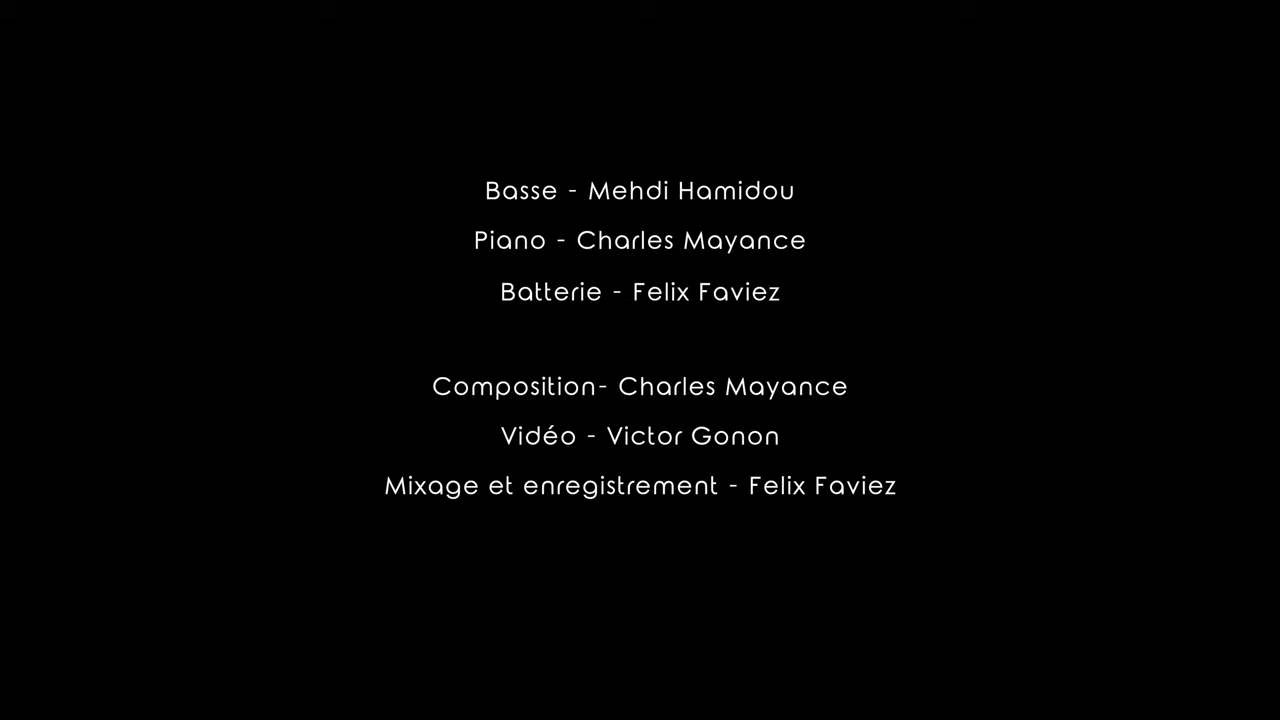 Basse - Mehdi Hamidou
Piano - Charles Mayance
Batterie - Felix Faviez
Composition- Charles Mayance
Vidéo - Victor Gonon
Mixage et enregistrement - Felix Faviez